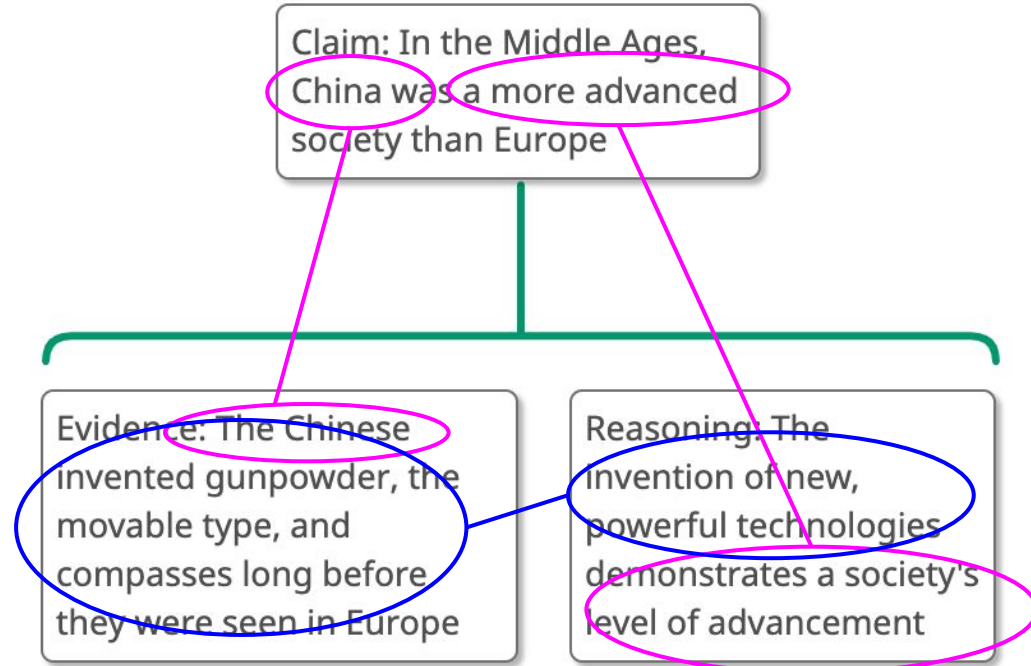 Claim: In the Middle Ages,
China was a more advanced
society than Europe
Evidence: The Chinese
invented gunpowder, the
movable type, and
compasses long before
they were seen in Europe
Reasoning: The
invention of new,
powerful technologies
demonstrates a society's
level of advancement